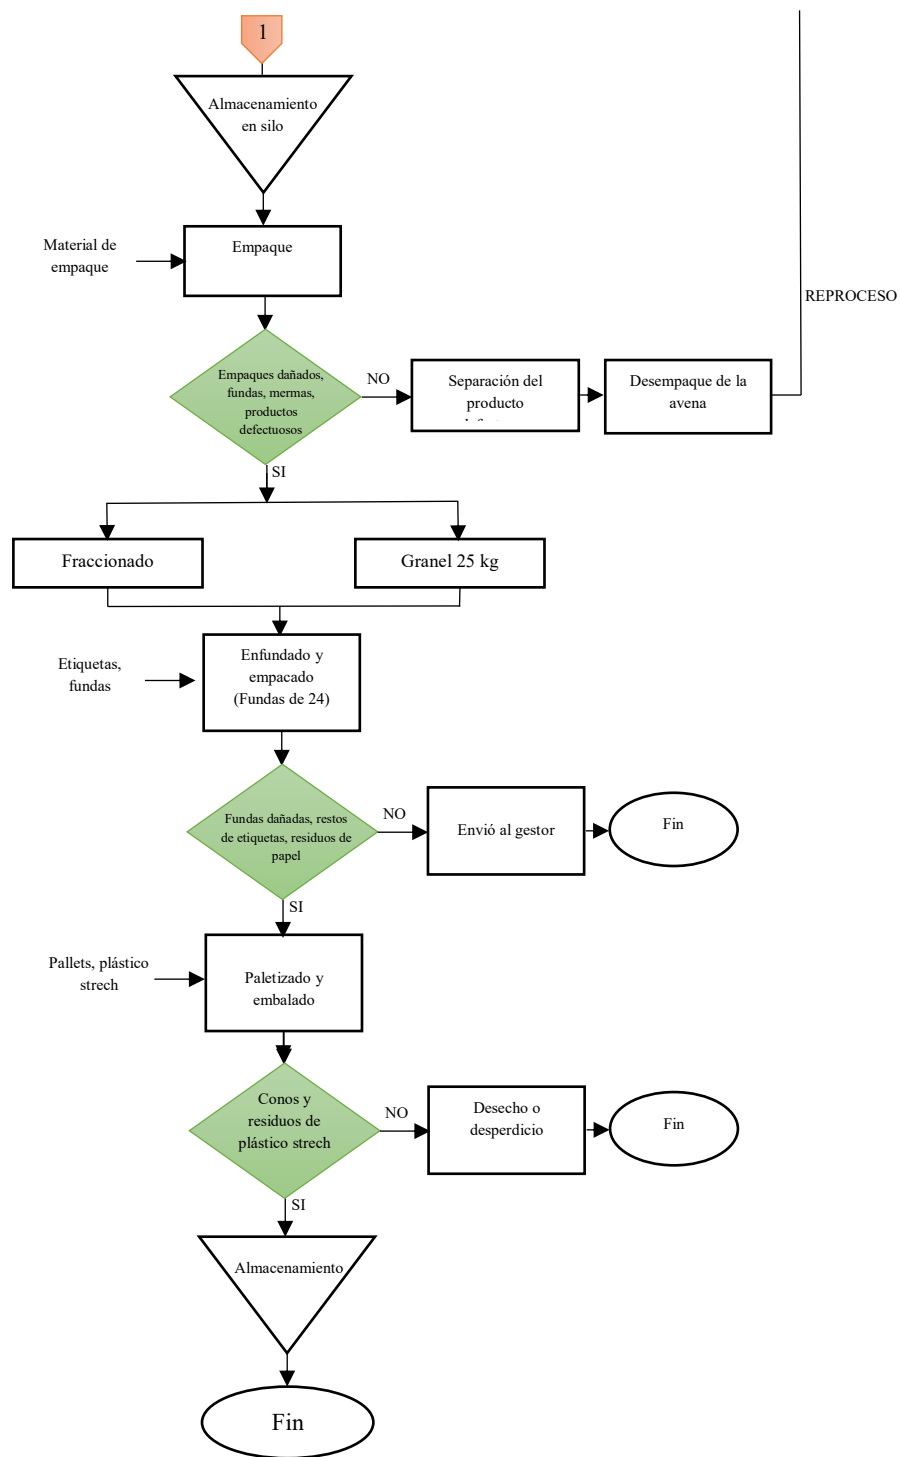 1
Almacenamiento
en silo
Material de
empaque
Empaque
REPROCESO
Empaques dañados,
fundas, mermas,
productos
defectuosos
NO
Separación del
producto
Desempaque de la
avena
SI
Fraccionado
Granel 25 kg
Etiquetas,
fundas
Enfundado y
empacado
(Fundas de 24)
Fundas dañadas, restos
de etiquetas, residuos de
papel
NO
Envió al gestor
Fin
SI
Pallets, plástico
strech
Paletizado y
embalado
Conos y
residuos de
plástico strech
NO
Desecho o
desperdicio
Fin
SI
Almacenamiento
Fin